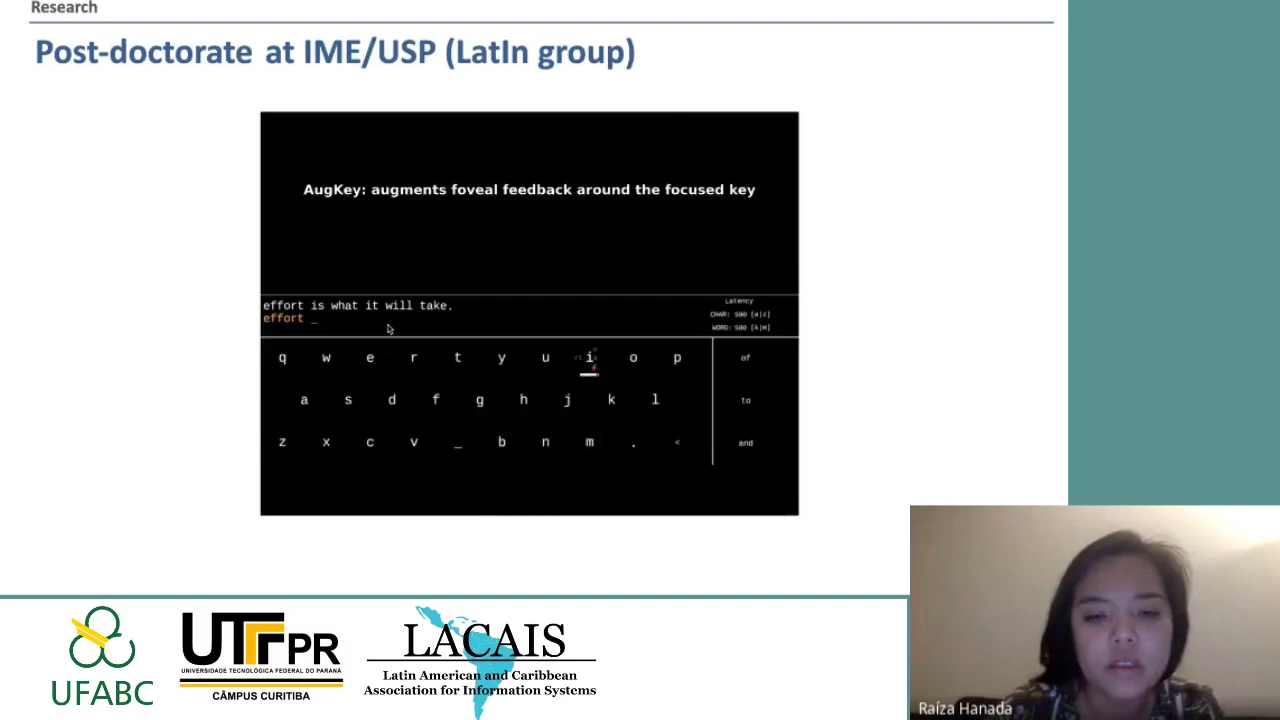 Research
Post-doctorate at IME/USP (LatIn group)
AugKey: augments foveal feedback around the focused key
effort is what it will take.
effort _
Latency
CHAR: 500 [a|z]
WORD: 500 [k|m]
q w e r t y u i o p of
a s d f g h j k l to
z x c v _ b n m . < and
UFABC
UTFPR
UNIVERSIDADE TECNOLÓGICA FEDERAL DO PARANÁ
CÂMPUS CURITIBA
LACAIS
Latin American and Caribbean
Association for Information Systems
Raíza Hanada